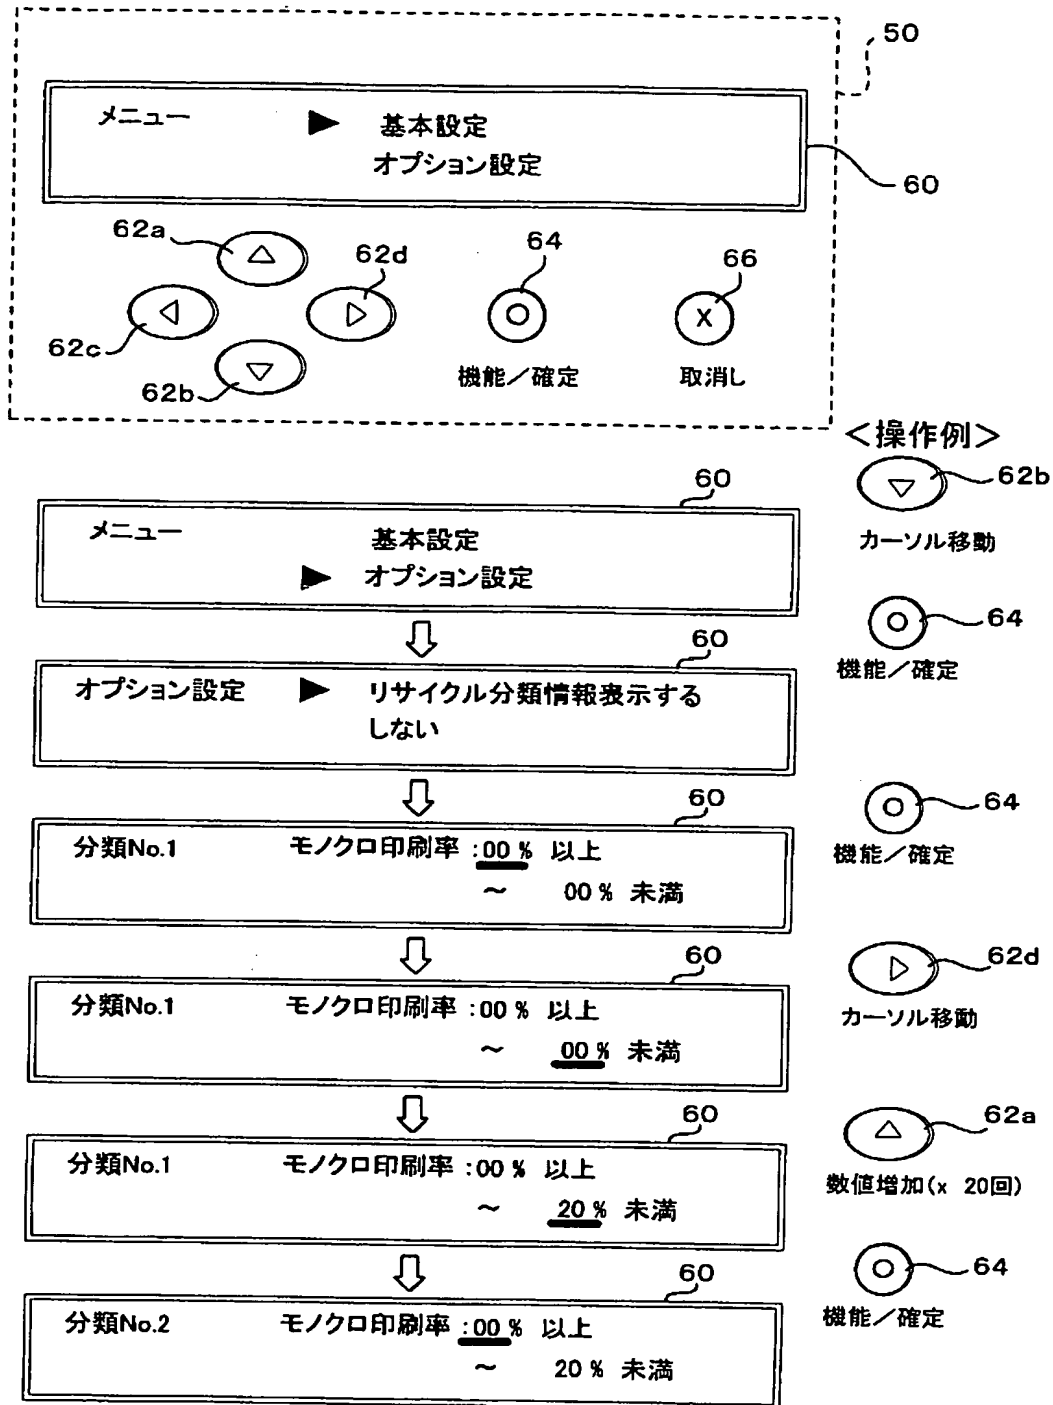 50
メニュー ▶ 基本設定
オプション設定
60
62a
62d
64
66
X
62c
62b
機能／確定
取消し
＜操作例＞
62b
カーソル移動
60
メニュー 基本設定
▶ オプション設定
64
機能／確定
60
オプション設定 ▶ リサイクル分類情報表示する
しない
64
機能／確定
60
分類No.1 モノクロ印刷率 :00 % 以上
～ 00 % 未満
62d
カーソル移動
60
分類No.1 モノクロ印刷率 :00 % 以上
～ 00 % 未満
62a
数値増加(x 20回)
60
分類No.1 モノクロ印刷率 :00 % 以上
～ 20 % 未満
64
機能／確定
60
分類No.2 モノクロ印刷率 :00 % 以上
～ 20 % 未満